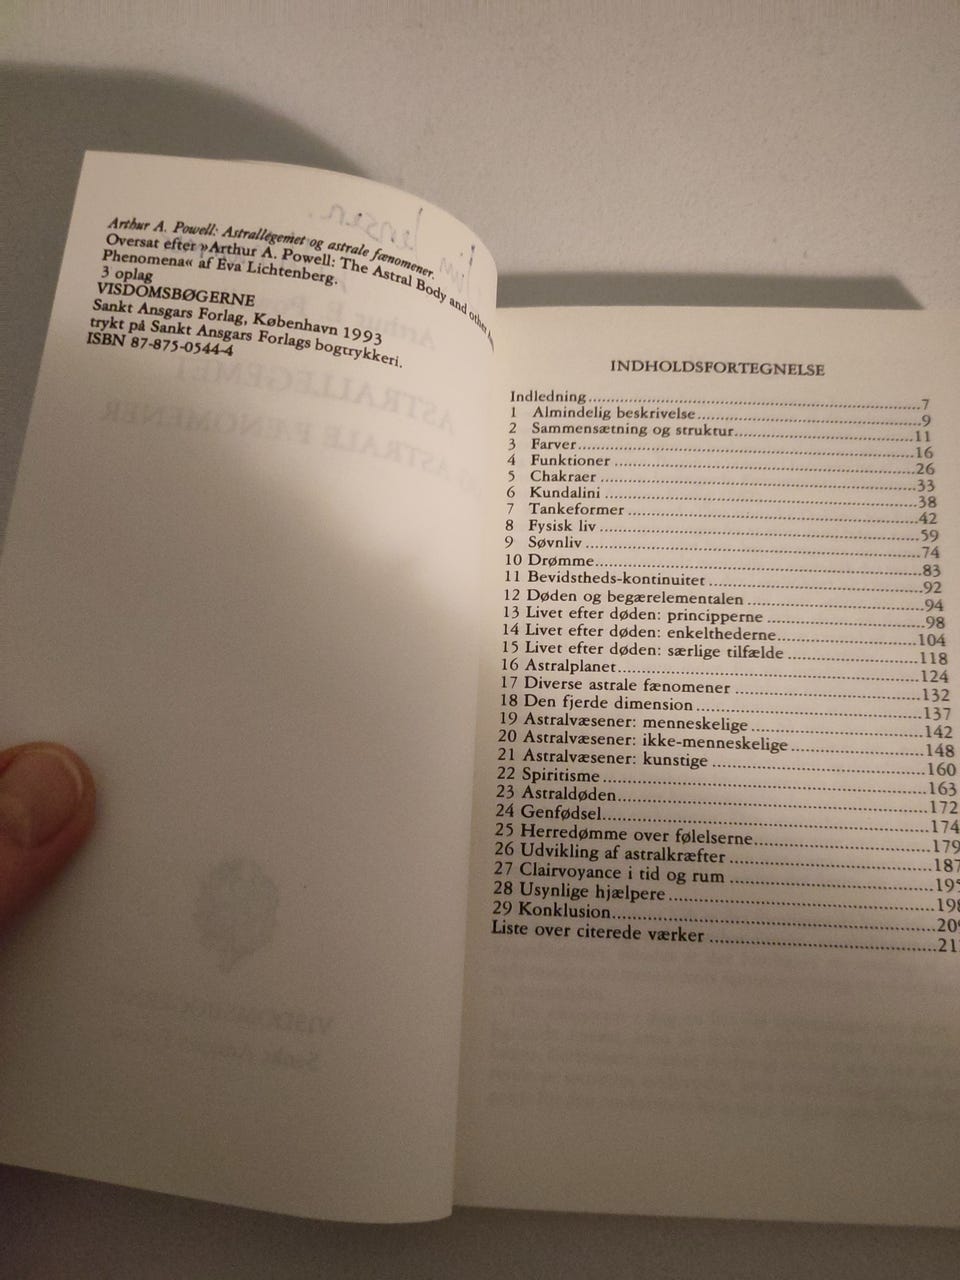 Arthur A. Powell: Astrallegemet og astrale fænomener.
Oversat efter »Arthur A. Powell: The Astral Body and other
Phenomena« af Eva Lichtenberg.
3 oplag
VISDOMSBØGERNE
Sankt Ansgars Forlag, København 1993
trykt på Sankt Ansgars Forlags bogtrykkeri.
ISBN 87-875-0544-4
INDHOLDSFORTEGNELSE
Indledning..........7
1 Almindelig beskrivelse..........9
2 Sammensætning og struktur..........11
3 Farver..........16
4 Funktioner..........26
5 Chakraer..........33
6 Kundalini..........38
7 Tankeformer..........42
8 Fysisk liv..........59
9 Søvnliv..........74
10 Drømme..........83
11 Bevidstheds-kontinuitet..........92
12 Døden og begærelementalen..........94
13 Livet efter døden: principperne..........98
14 Livet efter døden: enkelthederne..........104
15 Livet efter døden: særlige tilfælde..........118
16 Astralplanet..........124
17 Diverse astrale fænomener..........132
18 Den fjerde dimension..........137
19 Astralvæsener: menneskelige..........142
20 Astralvæsener: ikke-menneskelige..........148
21 Astralvæsener: kunstige..........160
22 Spiritisme..........163
23 Astraldøden..........172
24 Genfødsel..........174
25 Herredømme over følelserne..........179
26 Udvikling af astralkræfter..........187
27 Clairvoyance i tid og rum..........195
28 Usynlige hjælpere..........198
29 Konklusion..........209
Liste over citerede værker..........21